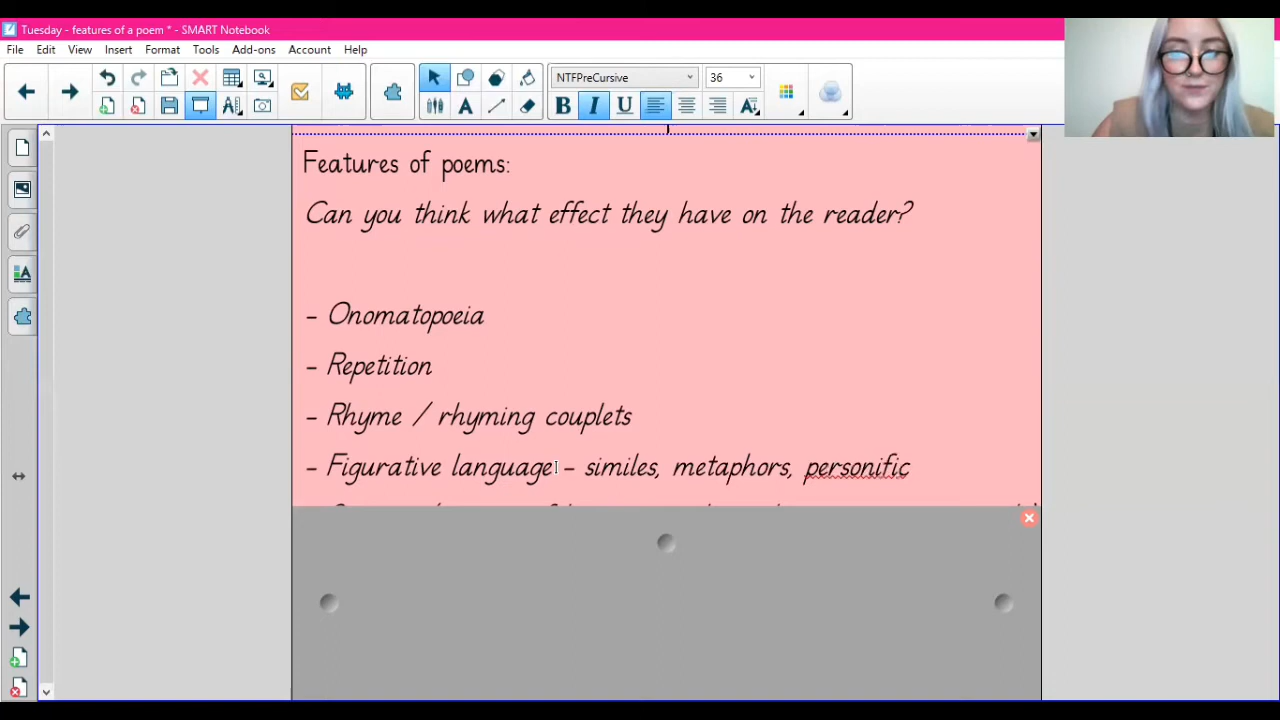 Tuesday - features of a poem * - SMART Notebook
File Edit View Insert Format Tools Add-ons Account Help
NTFPreCursive 36
B I U
Features of poems:
Can you think what effect they have on the reader?
- Onomatopoeia
- Repetition
- Rhyme / rhyming couplets
- Figurative language - similes, metaphors, personific